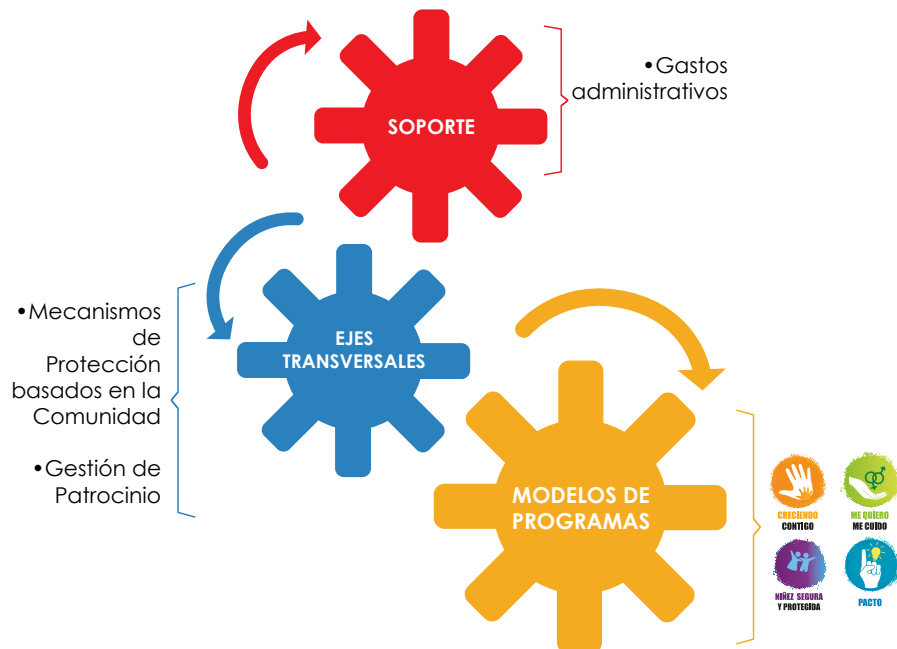 SOPORTE
•Gastos
administrativos
EJES
TRANSVERSALES
•Mecanismos
de
Protección
basados en la
Comunidad
•Gestión de
Patrocinio
MODELOS DE
PROGRAMAS
CRECIENDO
CONTIGO
ME QUIERO
ME CUIDO
NIÑEZ SEGURA
Y PROTEGIDA
PACTO